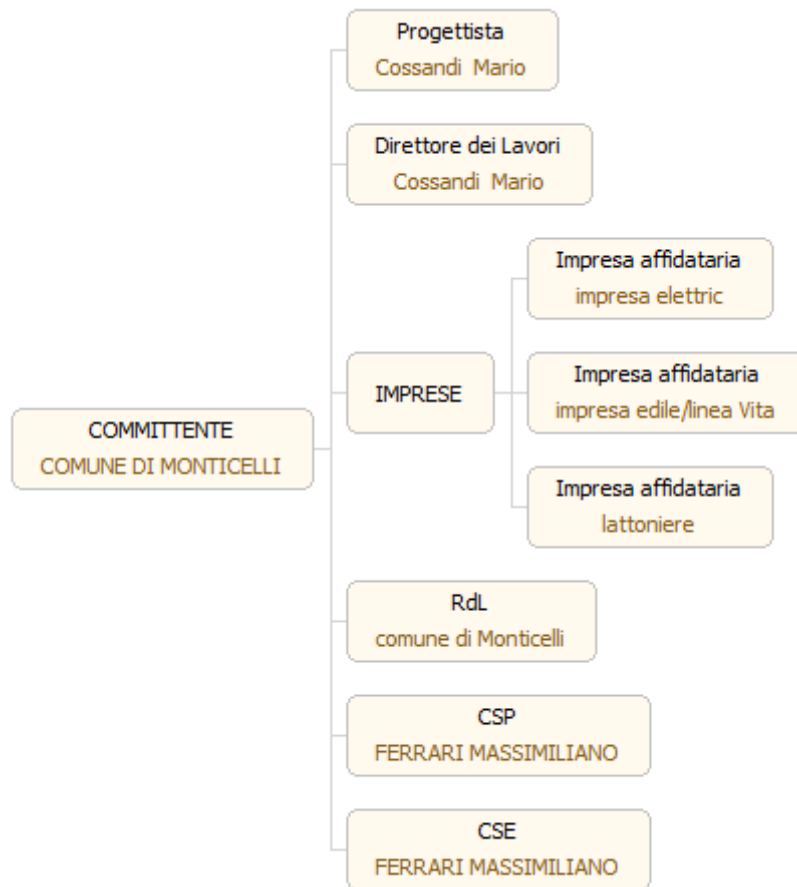 Progettista
Cossandi Mario
Direttore dei Lavori
Cossandi Mario
Impresa affidataria
impresa elettric
IMPRESE
Impresa affidataria
impresa edile/linea Vita
COMMITTENTE
COMUNE DI MONTICELLI
Impresa affidataria
lattoniere
RdL
comune di Monticelli
CSP
FERRARI MASSIMILIANO
CSE
FERRARI MASSIMILIANO